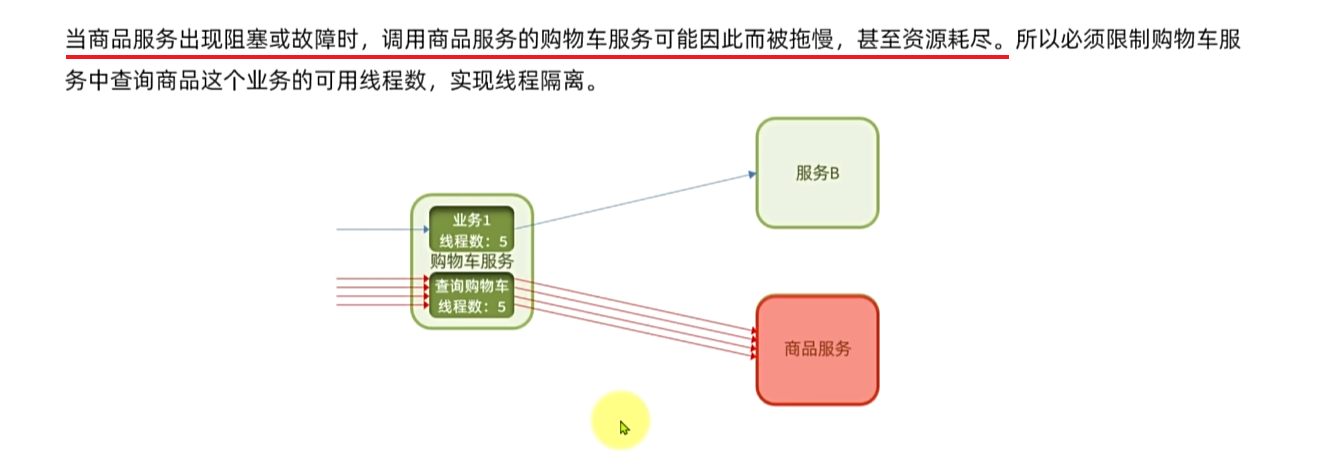 当商品服务出现阻塞或故障时，调用商品服务的购物车服务可能因此而被拖慢，甚至资源耗尽。所以必须限制购物车服
务中查询商品这个业务的可用线程数，实现线程隔离。
服务B
业务1
线程数：5
购物车服务
查询购物车
线程数：5
商品服务